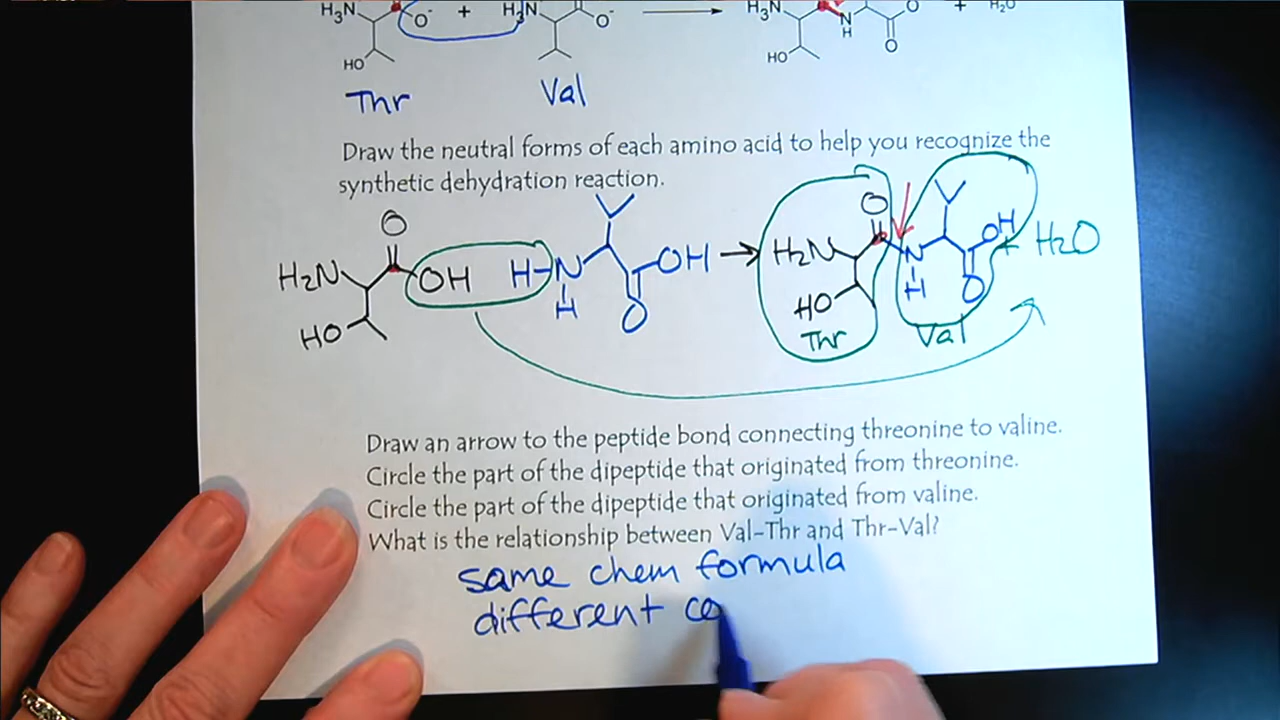 H₃N O⁻ + H₃N O⁻ H₃N N H O O + H₂O
HO HO
Thr Val
Draw the neutral forms of each amino acid to help you recognize the
synthetic dehydration reaction.
O O
H₂N OH H-N OH → H₂N N OH + H₂O
HO H O HO H O
Thr Val
Draw an arrow to the peptide bond connecting threonine to valine.
Circle the part of the dipeptide that originated from threonine.
Circle the part of the dipeptide that originated from valine.
What is the relationship between Val-Thr and Thr-Val?
same chem formula
different co